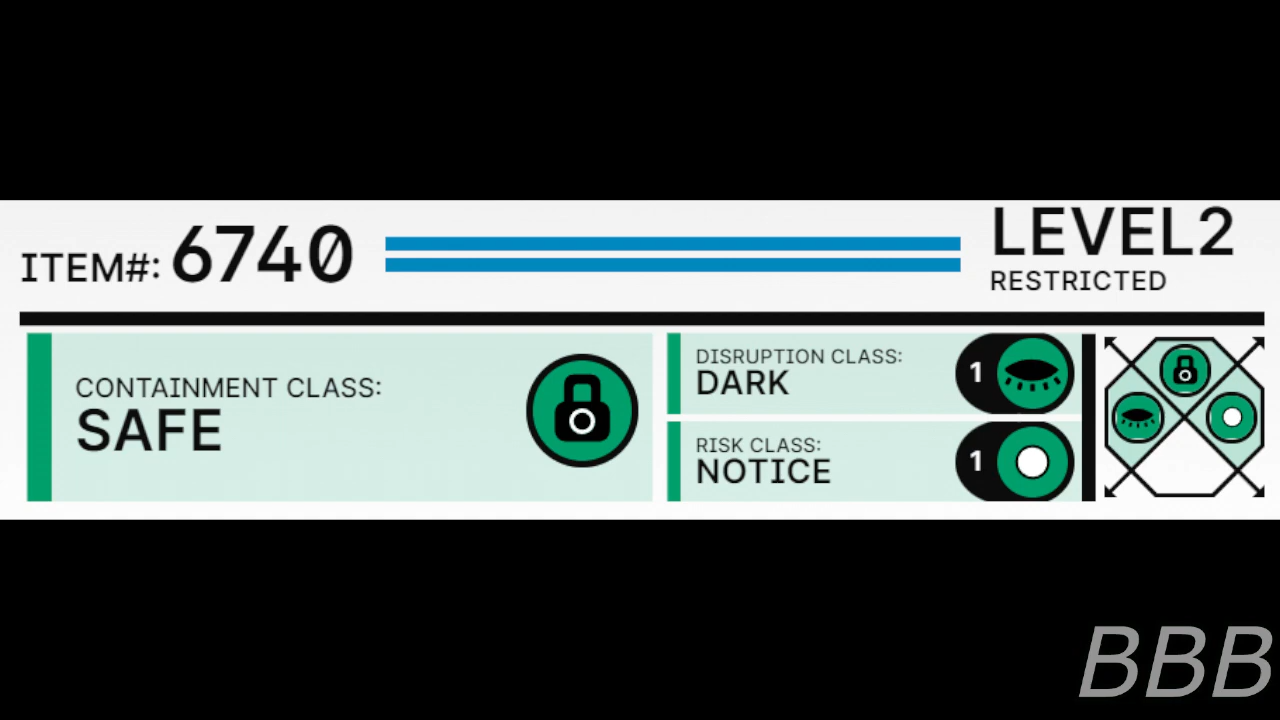 ITEM#: 6740
LEVEL2
RESTRICTED
CONTAINMENT CLASS:
SAFE
DISRUPTION CLASS:
DARK
1
RISK CLASS:
NOTICE
1
BBB